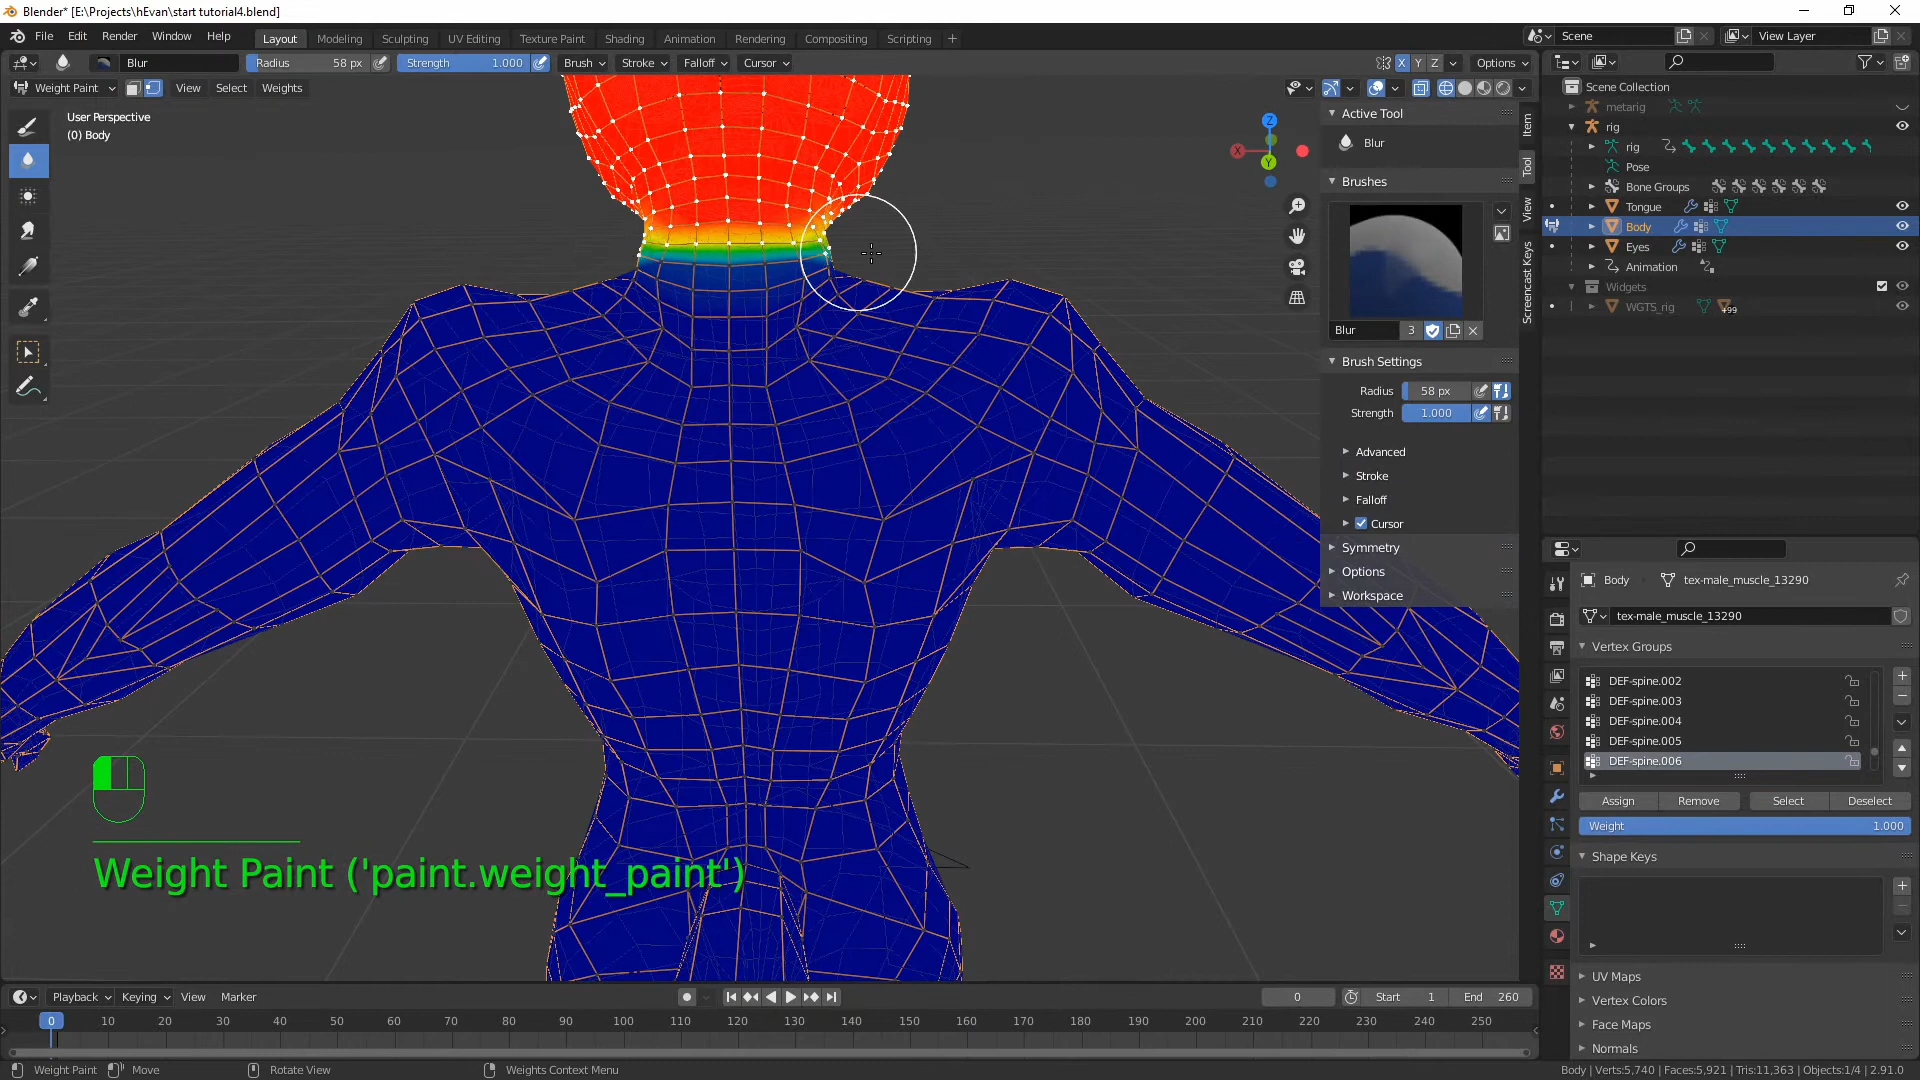 Blender* [E:\Projects\hEvan\start tutorial4.blend]
File Edit Render Window Help Layout Modeling Sculpting UV Editing Texture Paint Shading Animation Rendering Compositing Scripting + Scene View Layer
Blur Radius 58 px Strength 1.000 Brush Stroke Falloff Cursor X Y Z Options
Weight Paint View Select Weights
User Perspective
(0) Body
Z
X
Y
Active Tool
Blur
Brushes
Blur 3
Brush Settings
Radius 58 px
Strength 1.000
Advanced
Stroke
Falloff
Cursor
Symmetry
Options
Workspace
Item
Tool
View
Screencast Keys
Scene Collection
metarig
rig
rig
Pose
Bone Groups
Tongue
Body
Eyes
Animation
Widgets
WGTS_rig +99
Body tex-male_muscle_13290
tex-male_muscle_13290
Vertex Groups
DEF-spine.002
DEF-spine.003
DEF-spine.004
DEF-spine.005
DEF-spine.006
Assign Remove Select Deselect
Weight 1.000
Shape Keys
UV Maps
Vertex Colors
Face Maps
Normals
Weight Paint ('paint.weight_paint')
Playback Keying View Marker 0 Start 1 End 260
0 10 20 30 40 50 60 70 80 90 100 110 120 130 140 150 160 170 180 190 200 210 220 230 240 250
Weight Paint Move Rotate View Weights Context Menu Body | Verts:5,740 | Faces:5,921 | Tris:11,363 | Objects:1/4 | 2.91.0